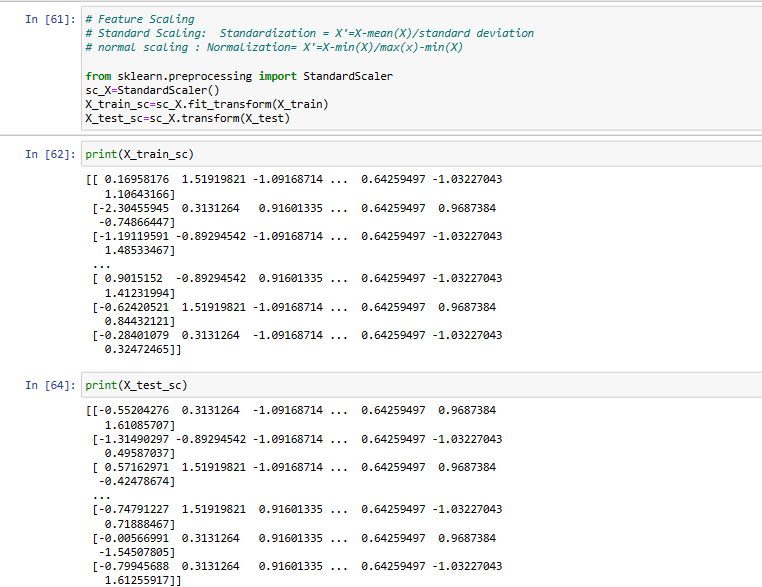 In [61]: # Feature Scaling
# Standard Scaling:  Standardization = X'=X-mean(X)/standard deviation
# normal scaling : Normalization= X'=X-min(X)/max(x)-min(X)
from sklearn.preprocessing import StandardScaler
sc_X=StandardScaler()
X_train_sc=sc_X.fit_transform(X_train)
X_test_sc=sc_X.transform(X_test)
In [62]: print(X_train_sc)
[[ 0.16958176  1.51919821 -1.09168714 ...  0.64259497 -1.03227043
   1.10643166]
 [-2.30455945  0.3131264   0.91601335 ...  0.64259497  0.9687384
  -0.74866447]
 [-1.19119591 -0.89294542 -1.09168714 ...  0.64259497 -1.03227043
   1.48533467]
 ...
 [ 0.9015152  -0.89294542  0.91601335 ...  0.64259497 -1.03227043
   1.41231994]
 [-0.62420521  1.51919821 -1.09168714 ...  0.64259497  0.9687384
   0.84432121]
 [-0.28401079  0.3131264  -1.09168714 ...  0.64259497 -1.03227043
   0.32472465]]
In [64]: print(X_test_sc)
[[-0.55204276  0.3131264  -1.09168714 ...  0.64259497  0.9687384
   1.61085707]
 [-1.31490297 -0.89294542 -1.09168714 ...  0.64259497 -1.03227043
   0.49587037]
 [ 0.57162971  1.51919821 -1.09168714 ...  0.64259497  0.9687384
  -0.42478674]
 ...
 [-0.74791227  1.51919821  0.91601335 ...  0.64259497 -1.03227043
   0.71888467]
 [-0.00566991  0.3131264   0.91601335 ...  0.64259497  0.9687384
  -1.54507805]
 [-0.79945688  0.3131264   0.91601335 ...  0.64259497 -1.03227043
   1.61255917]]